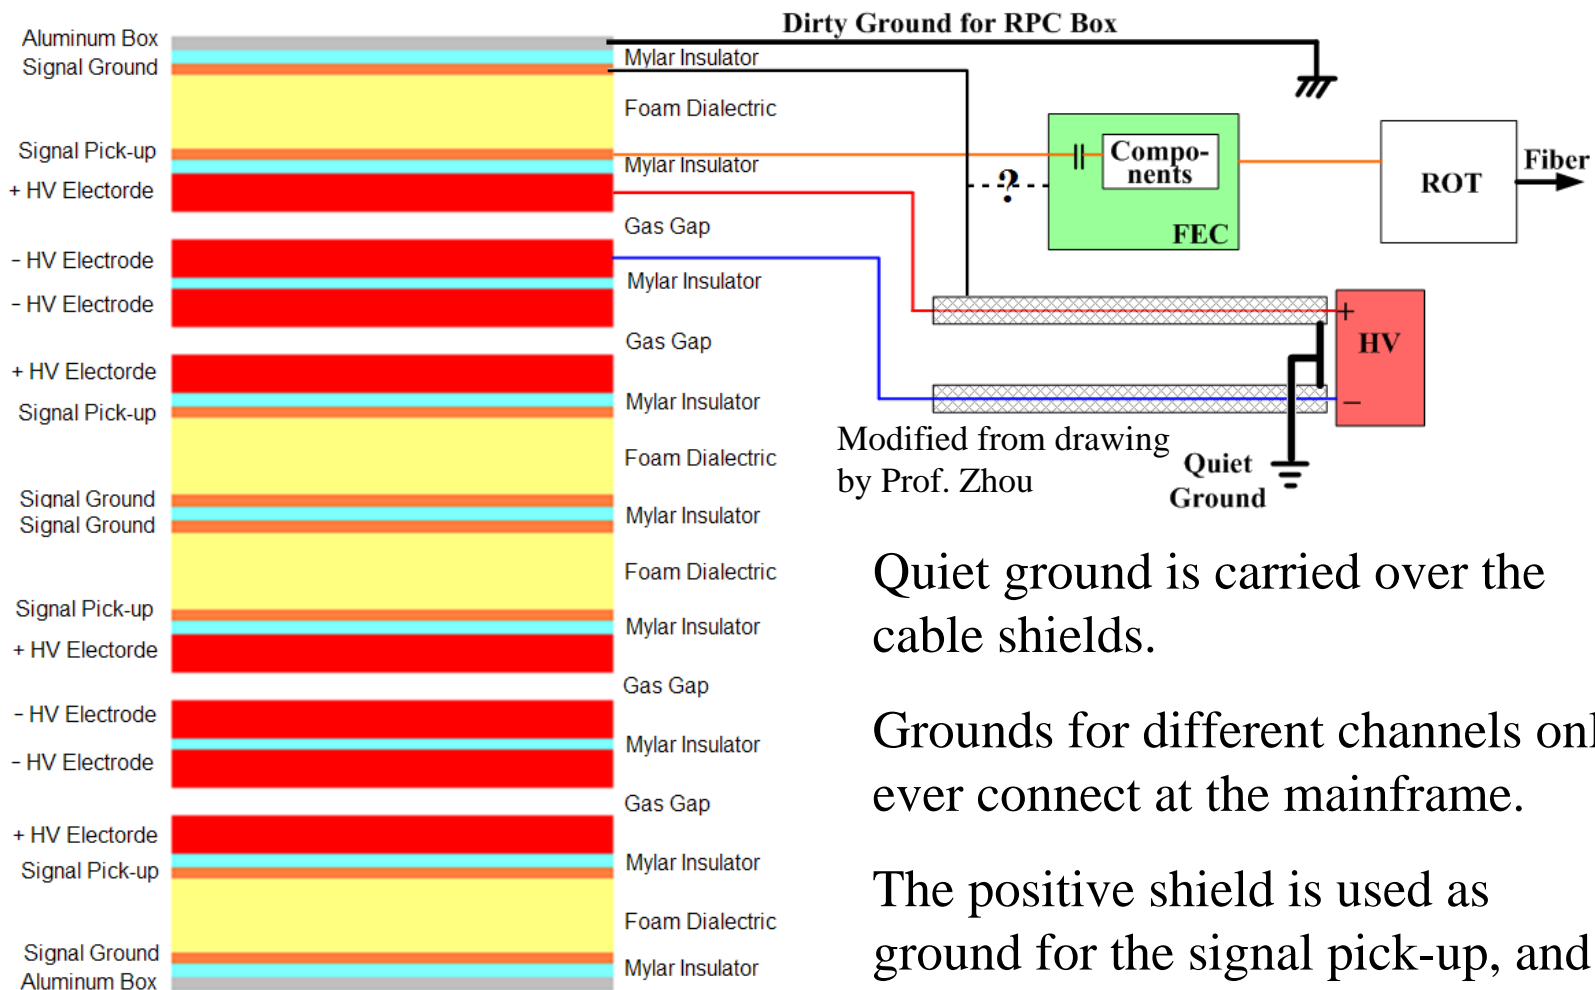 Dirty Ground for RPC Box
Aluminum Box
Signal Ground
Mylar Insulator
Foam Dialectric
Signal Pick-up
Mylar Insulator
+ HV Electorde
Gas Gap
- HV Electrode
Mylar Insulator
- HV Electrode
Gas Gap
+ HV Electorde
Mylar Insulator
Signal Pick-up
Foam Dialectric
Signal Ground
Mylar Insulator
Signal Ground
Foam Dialectric
Signal Pick-up
Mylar Insulator
+ HV Electorde
Gas Gap
- HV Electrode
Mylar Insulator
- HV Electrode
Gas Gap
+ HV Electorde
Mylar Insulator
Signal Pick-up
Foam Dialectric
Signal Ground
Mylar Insulator
Aluminum Box
?
Compo-
nents
FEC
ROT
Fiber
+
HV
–
Modified from drawing
by Prof. Zhou
Quiet
Ground
Quiet ground is carried over the
cable shields.
Grounds for different channels onl
ever connect at the mainframe.
The positive shield is used as
ground for the signal pick-up, and